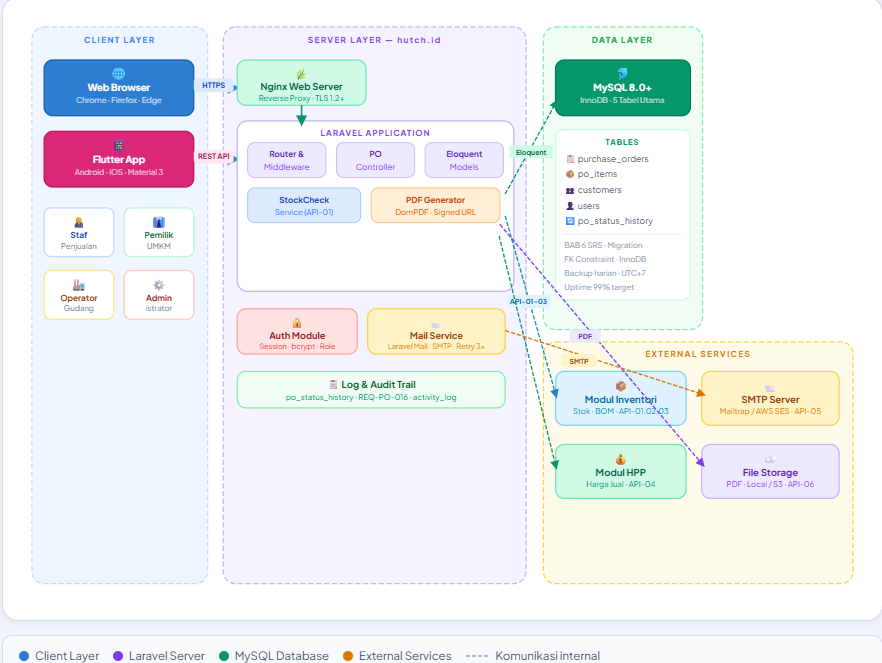 CLIENT LAYER
Web Browser
Chrome · Firefox · Edge
Flutter App
Android · iOS · Material 3
Staf
Penjualan
Pemilik
UMKM
Operator
Gudang
Admin
istrator
HTTPS
REST API
SERVER LAYER — hutch.id
Nginx Web Server
Reverse Proxy · TLS 1.2+
LARAVEL APPLICATION
Router &
Middleware
PO
Controller
Eloquent
Models
StockCheck
Service (API-01)
PDF Generator
DomPDF · Signed URL
Auth Module
Session · bcrypt · Role
Mail Service
Laravel Mail · SMTP · Retry 3x
Log & Audit Trail
po_status_history · REQ-PO-016 · activity_log
Eloquent
API-01-03
PDF
SMTP
DATA LAYER
MySQL 8.0+
InnoDB · 5 Tabel Utama
TABLES
purchase_orders
po_items
customers
users
po_status_history
BAB 6 SRS · Migration
FK Constraint · InnoDB
Backup harian · UTC+7
Uptime 99% target
EXTERNAL SERVICES
Modul Inventori
Stok · BOM · API-01,02,03
SMTP Server
Mailtrap / AWS SES · API-05
Modul HPP
Harga Jual · API-04
File Storage
PDF · Local / S3 · API-06
Client Layer
Laravel Server
MySQL Database
External Services
Komunikasi internal